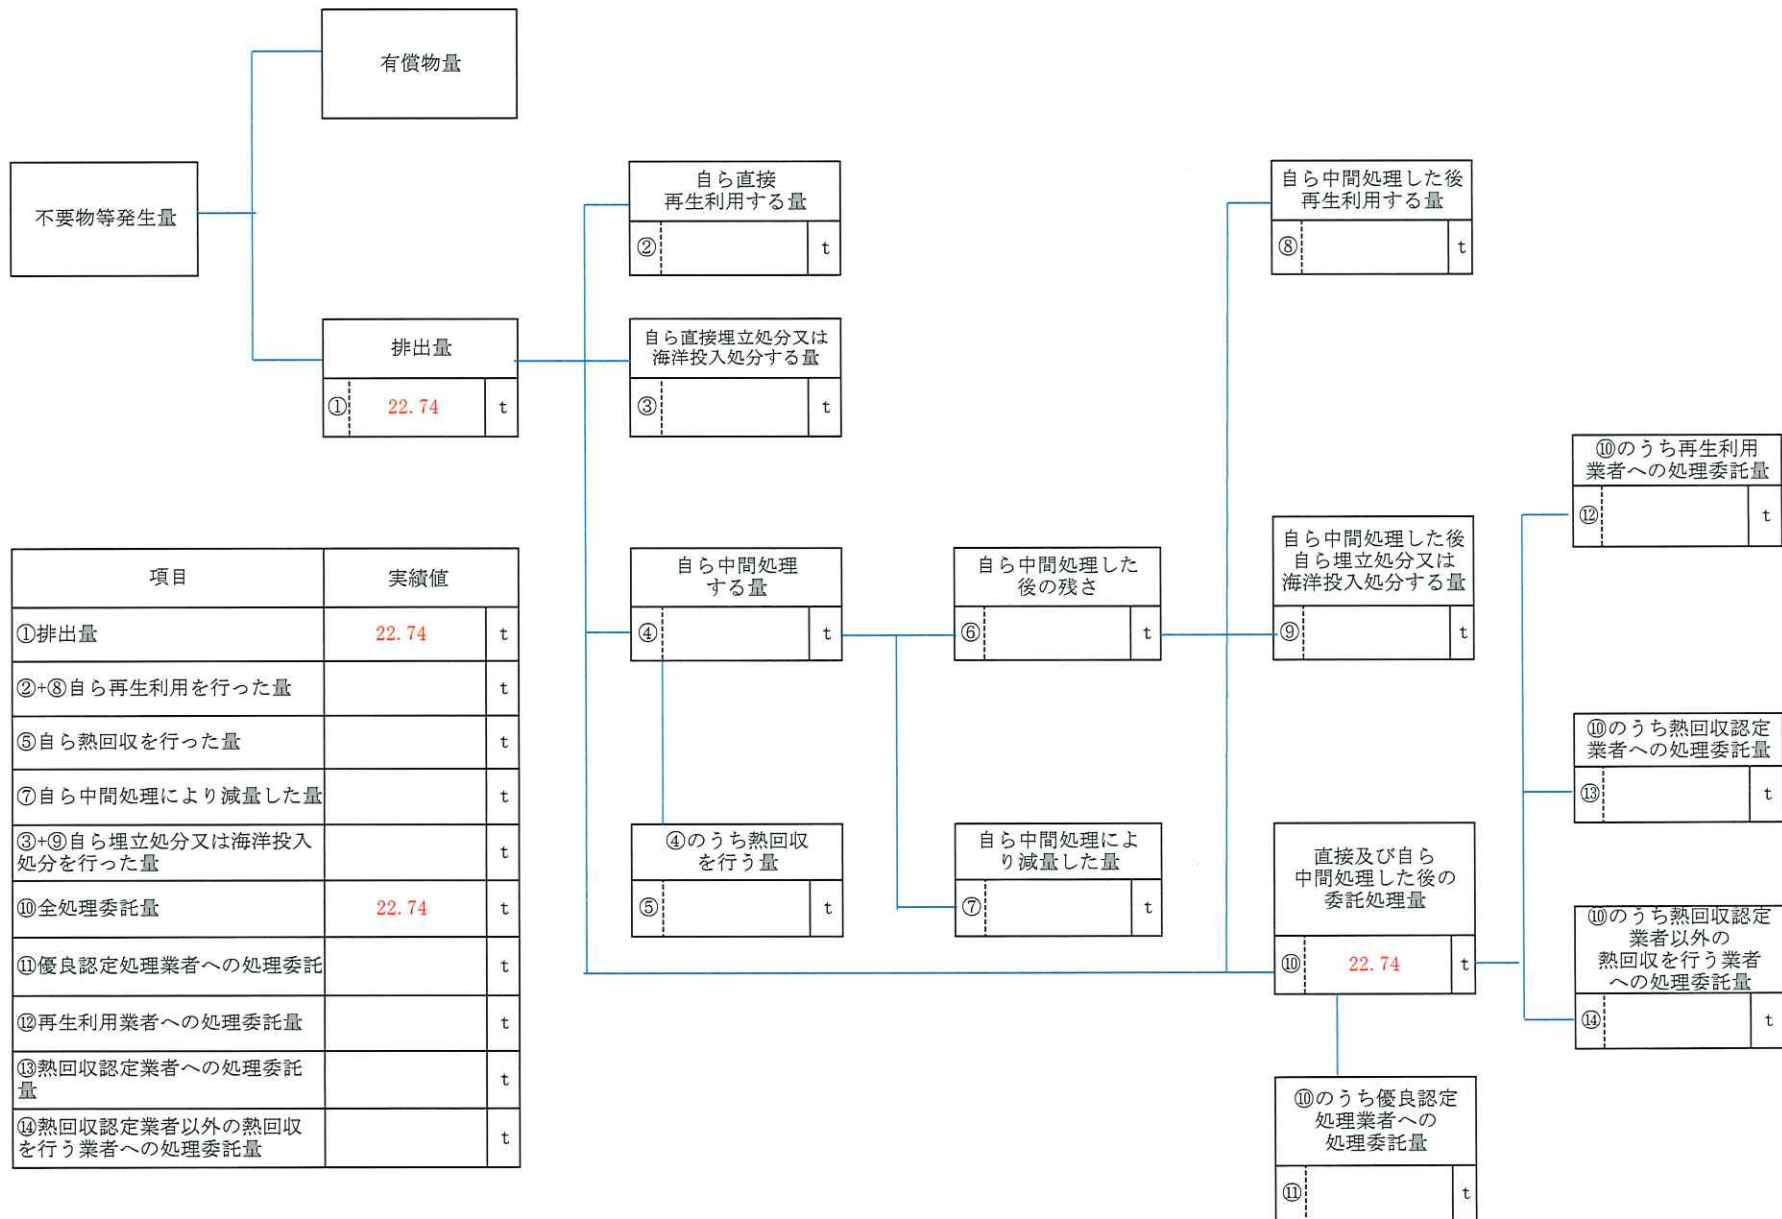 有償物量
不要物等発生量
自ら直接
再生利用する量
② t
自ら中間処理した後
再生利用する量
⑧ t
排出量
① 22.74 t
自ら直接埋立処分又は
海洋投入処分する量
③ t
⑩のうち再生利用
業者への処理委託量
⑫ t
自ら中間処理
する量
④ t
自ら中間処理した
後の残さ
⑥ t
自ら中間処理した後
自ら埋立処分又は
海洋投入処分する量
⑨ t
⑩のうち熱回収認定
業者への処理委託量
⑬ t
④のうち熱回収
を行う量
⑤ t
自ら中間処理によ
り減量した量
⑦ t
直接及び自ら
中間処理した後の
委託処理量
⑩ 22.74 t
⑩のうち熱回収認定
業者以外の
熱回収を行う業者
への処理委託量
⑭ t
⑩のうち優良認定
処理業者への
処理委託量
⑪ t
項目 実績値
①排出量 22.74 t
②+⑧自ら再生利用を行った量 t
⑤自ら熱回収を行った量 t
⑦自ら中間処理により減量した量 t
③+⑨自ら埋立処分又は海洋投入
処分を行った量 t
⑩全処理委託量 22.74 t
⑪優良認定処理業者への処理委託 t
⑫再生利用業者への処理委託量 t
⑬熱回収認定業者への処理委託
量 t
⑭熱回収認定業者以外の熱回収
を行う業者への処理委託量 t